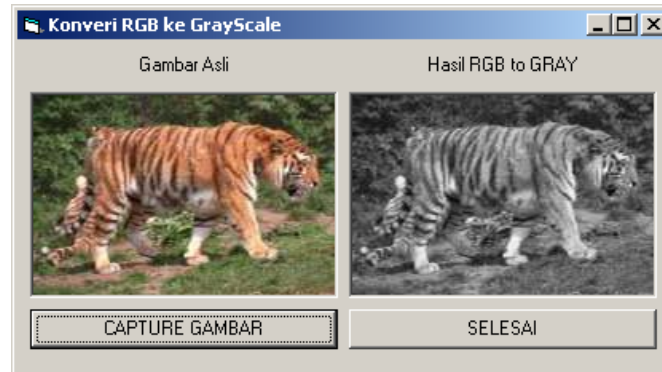 Konveri RGB ke GrayScale
Gambar Asli
Hasil RGB to GRAY
CAPTURE GAMBAR
SELESAI